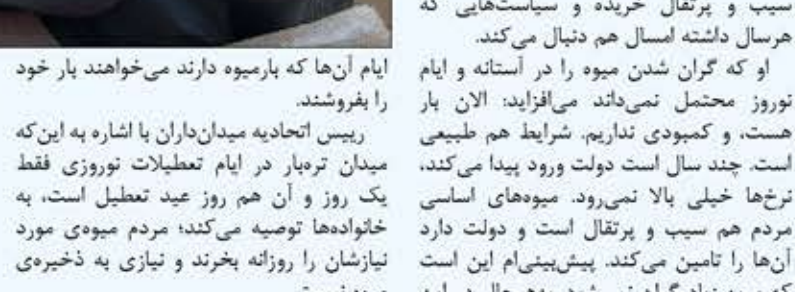 سیب و پرتقال خریده و سیاست‌هایی که
هرسال داشته امسال هم دنبال می‌کند.
او که گران شدن میوه را در آستانه و ایام
نوروز محتمل نمی‌داند می‌افزاید: الان بار
هست، و کمبودی نداریم. شرایط هم طبیعی
است. چند سال است دولت ورود پیدا می‌کند،
نرخ‌ها خیلی بالا نمی‌رود. میوه‌های اساسی
مردم هم سیب و پرتقال است و دولت دارد
آن‌ها را تامین می‌کند. پیش‌بینی‌ام این است
ایام آن‌ها که بارمیوه دارند می‌خواهند بار خود
را بفروشند.
رییس اتحادیه میدان‌داران با اشاره به این‌که
میدان تره‌بار در ایام تعطیلات نوروزی فقط
یک روز و آن هم روز عید تعطیل است، به
خانواده‌ها توصیه می‌کند؛ مردم میوه‌ی مورد
نیازشان را روزانه بخرند و نیازی به ذخیره‌ی